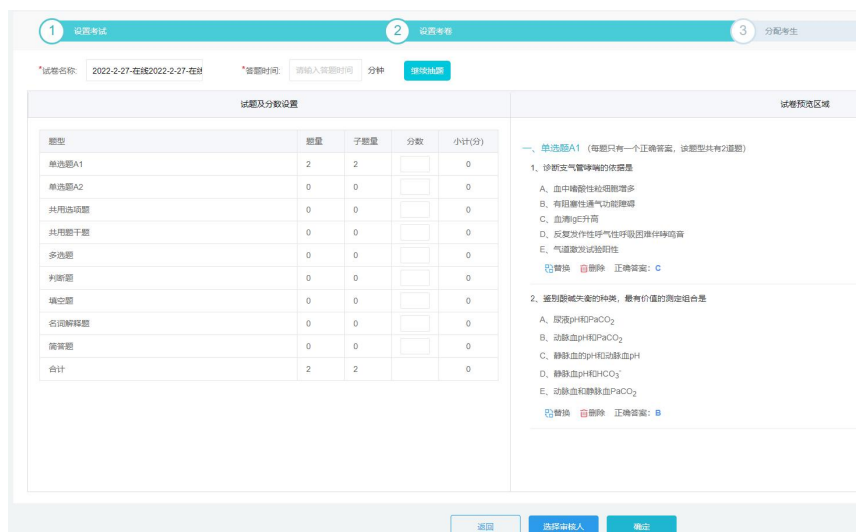 1 设置考试 2 设置考卷 3 分配考生
*试卷名称: 2022-2-27-在线2022-2-27-在线 *答题时间: 请输入答题时间 分钟 继续抽题
试题及分数设置 试卷预览区域
题型 题量 子题量 分数 小计(分)
单选题A1 2 2 0
单选题A2 0 0 0
共用选项题 0 0 0
共用题干题 0 0 0
多选题 0 0 0
判断题 0 0 0
填空题 0 0 0
名词解释题 0 0 0
简答题 0 0 0
合计 2 2 0
一、单选题A1 (每题只有一个正确答案，该题型共有2道题)
1、诊断支气管哮喘的依据是
A、血中嗜酸性粒细胞增多
B、有阻塞性通气功能障碍
C、血清IgE升高
D、反复发作性呼气性呼吸困难伴哮鸣音
E、气道激发试验阳性
替换 删除 正确答案：C
2、鉴别酸碱失衡的种类，最有价值的测定组合是
A、尿液pH和PaCO₂
B、动脉血pH和PaCO₂
C、静脉血的pH和动脉血pH
D、静脉血pH和HCO₃⁻
E、动脉血和静脉血PaCO₂
替换 删除 正确答案：B
返回 选择审核人 确定